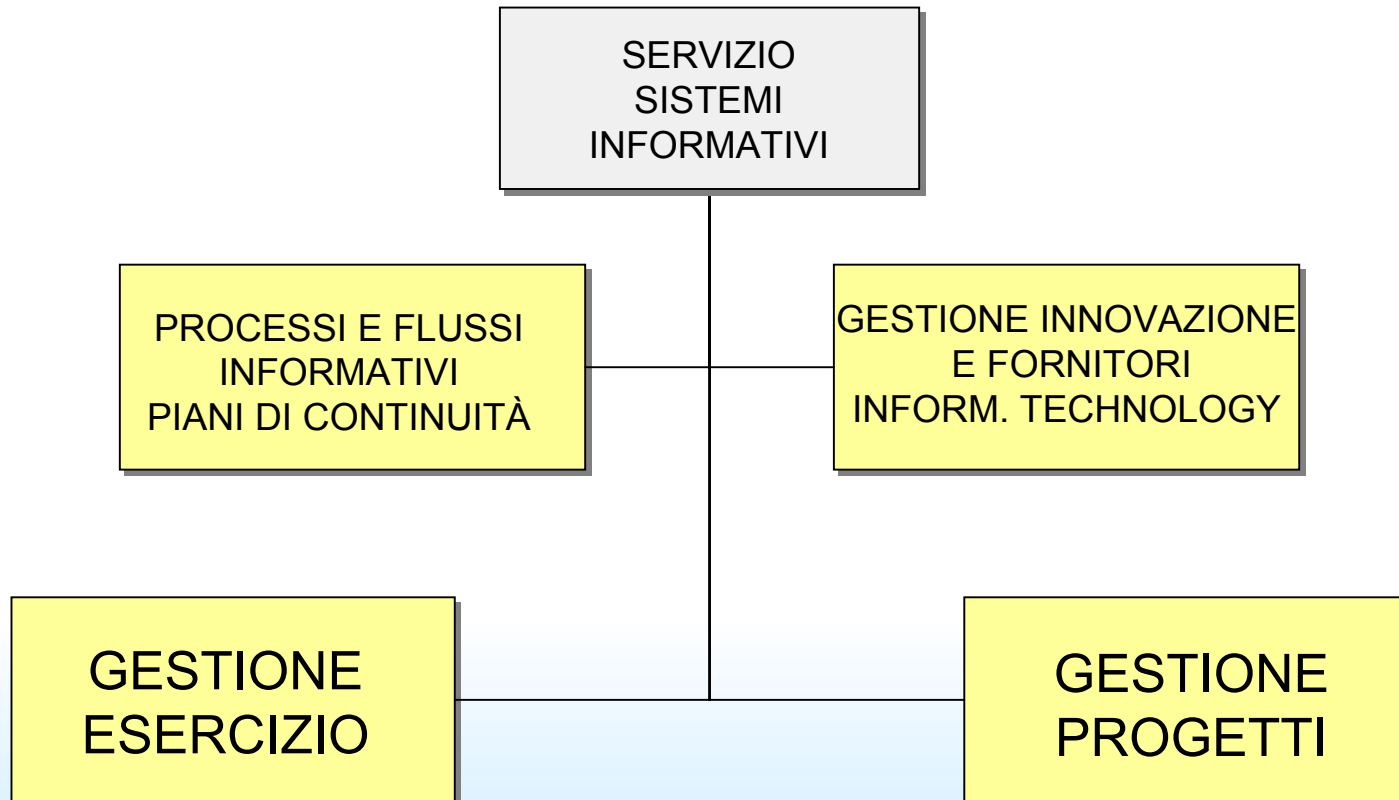 SERVIZIO
SISTEMI
INFORMATIVI
PROCESSI E FLUSSI
INFORMATIVI
PIANI DI CONTINUITÀ
GESTIONE INNOVAZIONE
E FORNITORI
INFORM. TECHNOLOGY
GESTIONE
ESERCIZIO
GESTIONE
PROGETTI